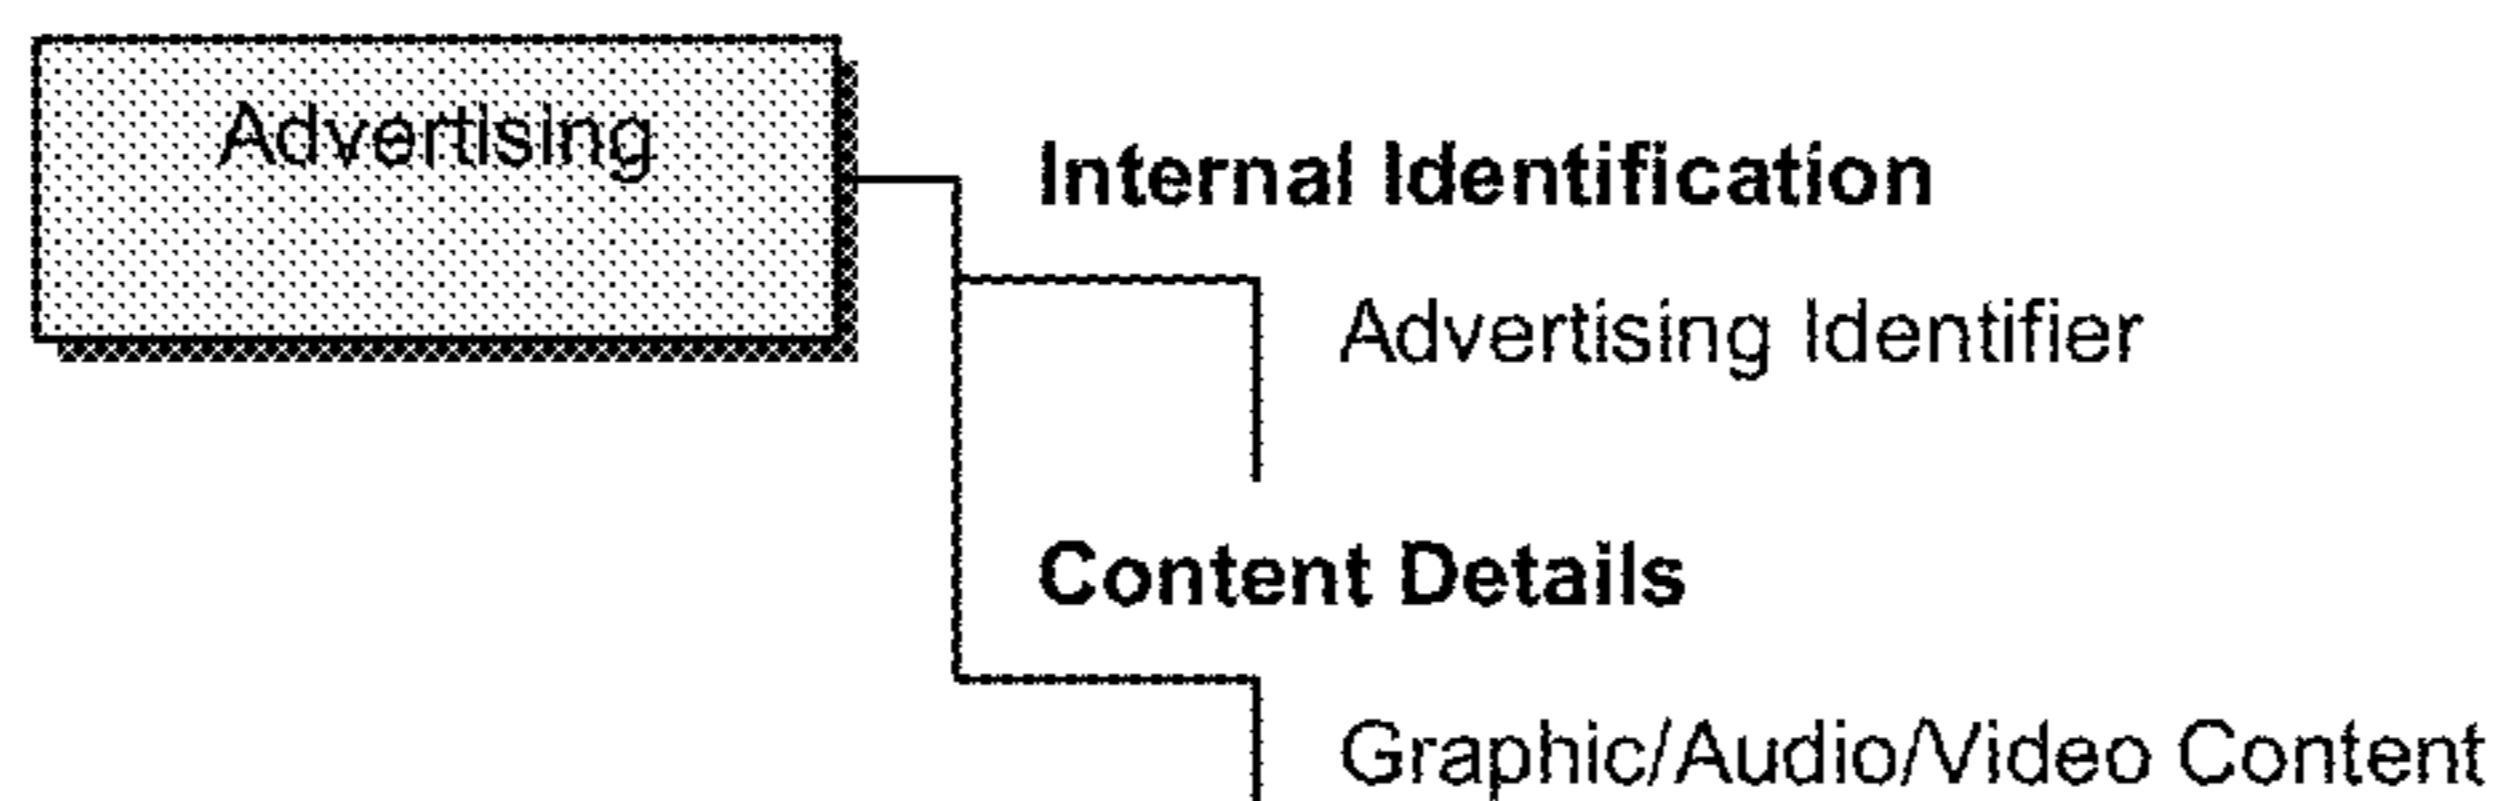 Advertising
Internal Identification
Advertising Identifier
Content Details
Graphic/Audio/Video Content